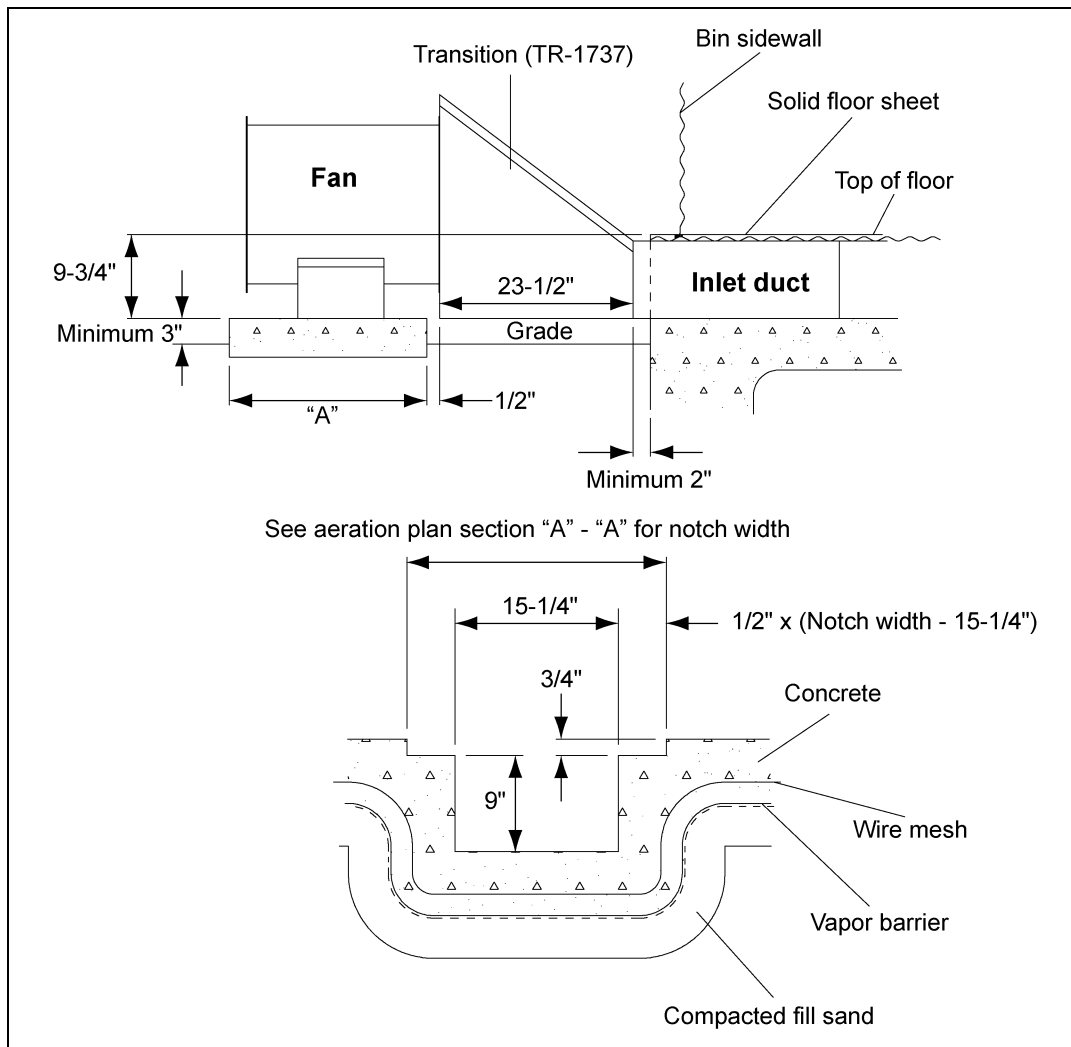 Bin sidewall
Transition (TR-1737)
Solid floor sheet
Top of floor
Fan
9-3/4"
23-1/2"
Inlet duct
Minimum 3"
Grade
"A"
1/2"
Minimum 2"
See aeration plan section “A” - “A” for notch width
15-1/4"
1/2" x (Notch width - 15-1/4")
3/4"
Concrete
9"
Wire mesh
Vapor barrier
Compacted fill sand